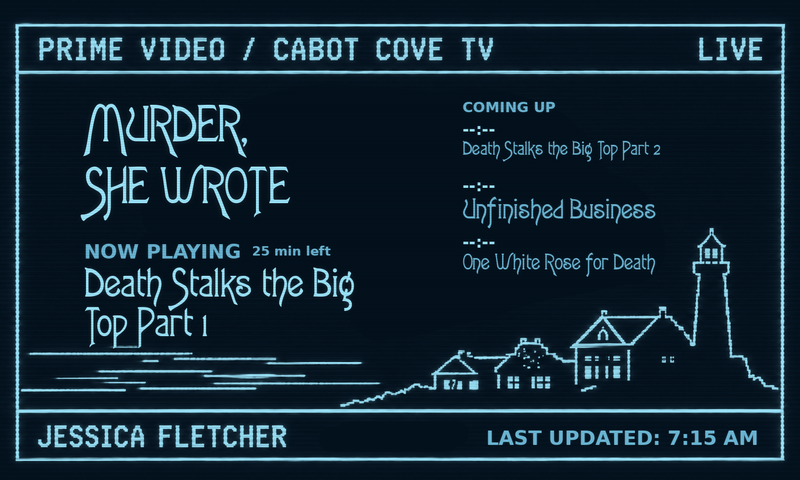 PRIME VIDEO / CABOT COVE TV
LIVE
MURDER,
SHE WROTE
NOW PLAYING 25 min left
Death Stalks the Big
Top Part 1
COMING UP
--:--
Death Stalks the Big Top Part 2
--:--
Unfinished Business
--:--
One White Rose for Death
JESSICA FLETCHER
LAST UPDATED: 7:15 AM